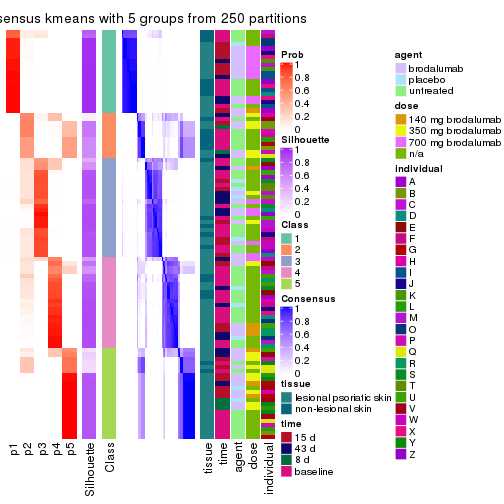 sensus kmeans with 5 groups from 250 partitions
p1
p2
p3
p4
p5
Silhouette
Class
tissue
time
agent
dose
individual
Prob
1
0.8
0.6
0.4
0.2
0
Silhouette
1
0.8
0.6
0.4
0.2
0
Class
1
2
3
4
5
Consensus
1
0.8
0.6
0.4
0.2
0
tissue
lesional psoriatic skin
non-lesional skin
time
15 d
43 d
8 d
baseline
agent
brodalumab
placebo
untreated
dose
140 mg brodalumab
350 mg brodalumab
700 mg brodalumab
n/a
individual
A
B
C
D
E
F
G
H
I
J
K
L
M
O
P
Q
R
S
T
U
V
W
X
Y
Z